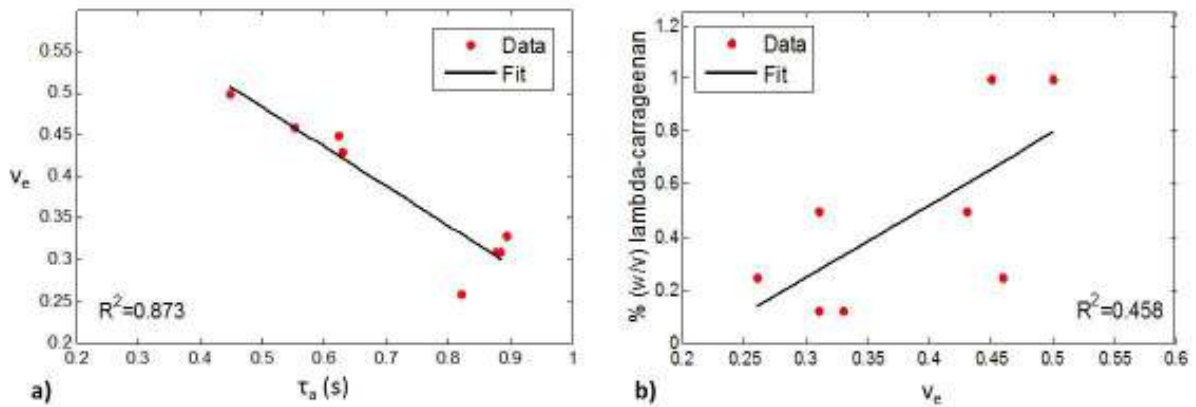 Data
Fit
0.55
0.5
0.45
0.4
0.35
0.3
0.25
0.2
v_e
R²=0.873
0.2 0.3 0.4 0.5 0.6 0.7 0.8 0.9 1
τ_a (s)
a)
Data
Fit
1.2
1
0.8
0.6
0.4
0.2
0
% (w/v) lambda-carrageenan
R²=0.458
0.2 0.25 0.3 0.35 0.4 0.45 0.5 0.55 0.6
v_e
b)